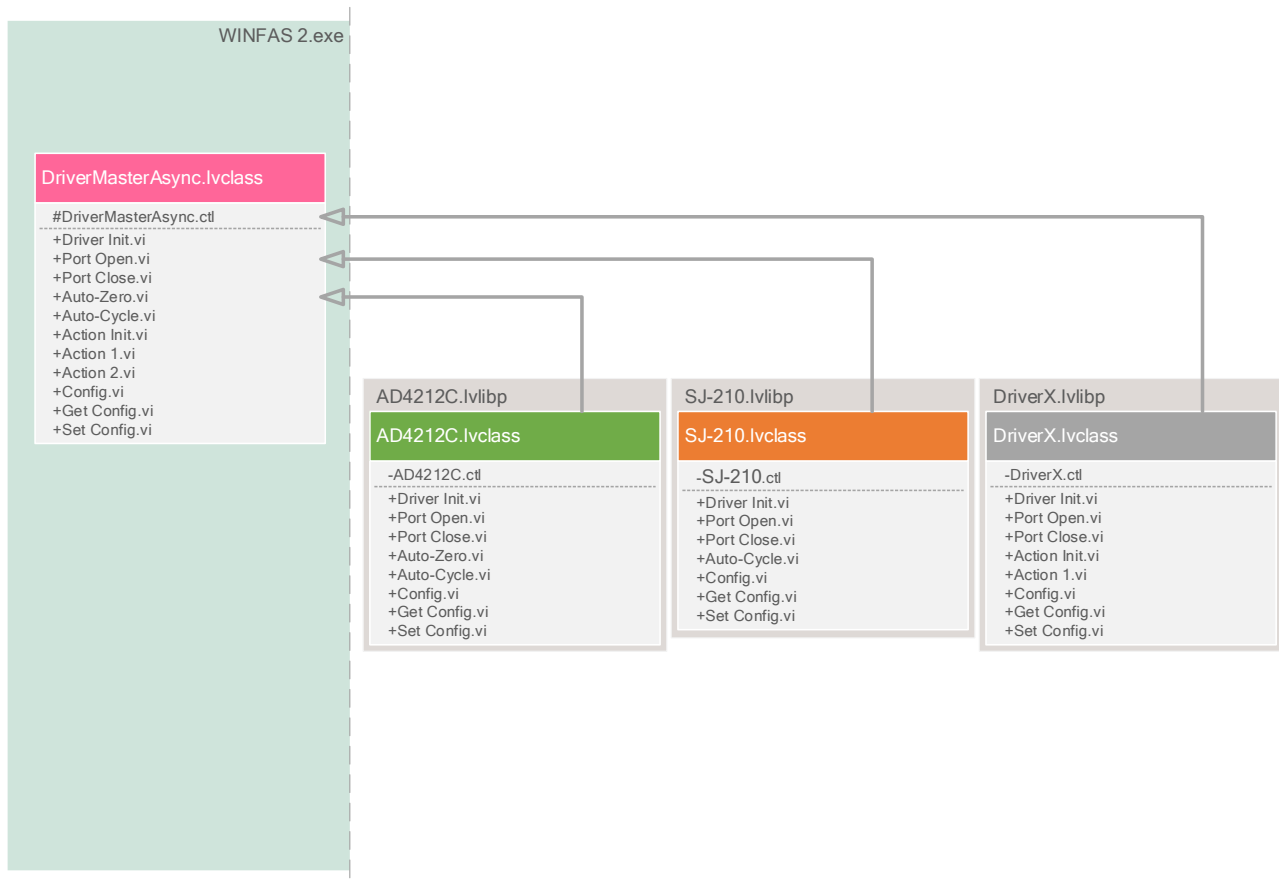 WINFAS 2.exe
DriverMasterAsync.lvclass
#DriverMasterAsync.ctl
+Driver Init.vi
+Port Open.vi
+Port Close.vi
+Auto-Zero.vi
+Auto-Cycle.vi
+Action Init.vi
+Action 1.vi
+Action 2.vi
+Config.vi
+Get Config.vi
+Set Config.vi
AD4212C.lvlibp
AD4212C.lvclass
-AD4212C.ctl
+Driver Init.vi
+Port Open.vi
+Port Close.vi
+Auto-Zero.vi
+Auto-Cycle.vi
+Config.vi
+Get Config.vi
+Set Config.vi
SJ-210.lvlibp
SJ-210.lvclass
-SJ-210.ctl
+Driver Init.vi
+Port Open.vi
+Port Close.vi
+Auto-Cycle.vi
+Config.vi
+Get Config.vi
+Set Config.vi
DriverX.lvlibp
DriverX.lvclass
-DriverX.ctl
+Driver Init.vi
+Port Open.vi
+Port Close.vi
+Action Init.vi
+Action 1.vi
+Config.vi
+Get Config.vi
+Set Config.vi